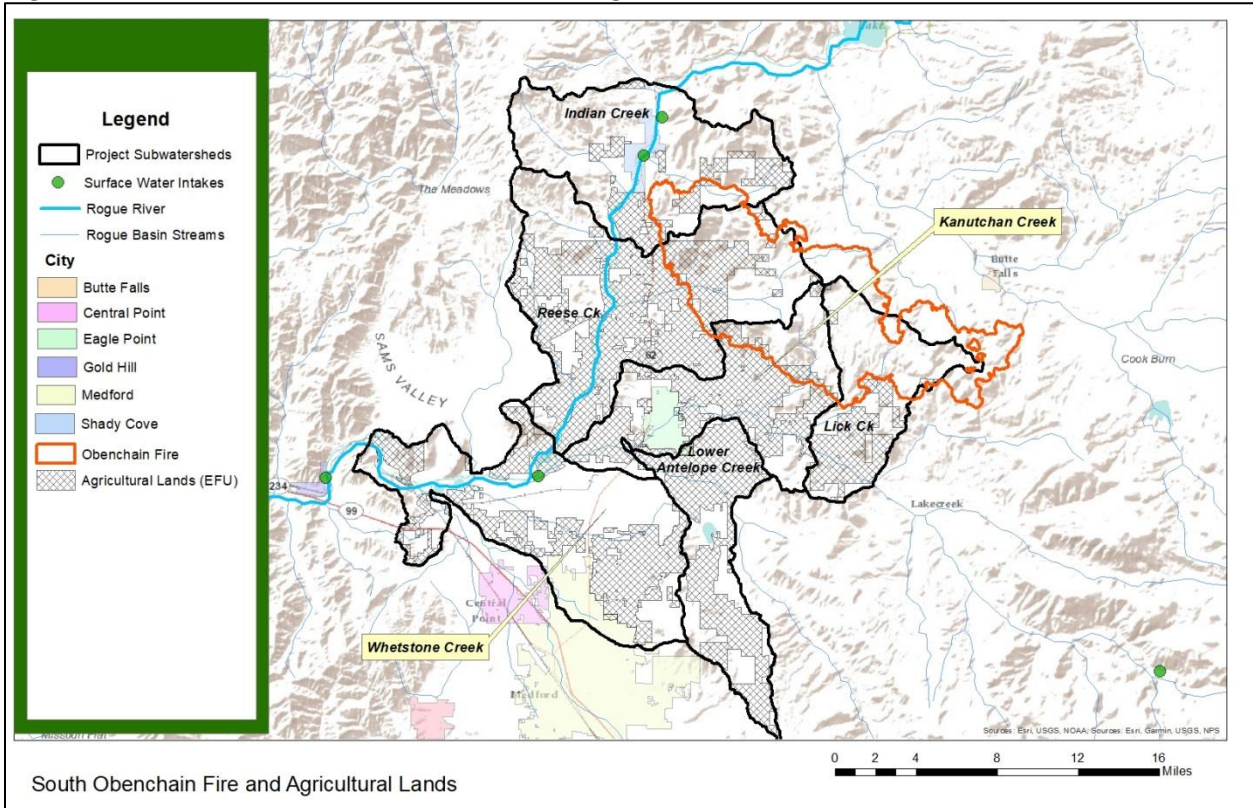 Legend
Project Subwatersheds
Surface Water Intakes
Rogue River
Rogue Basin Streams
City
Butte Falls
Central Point
Eagle Point
Gold Hill
Medford
Shady Cove
Obenchain Fire
Agricultural Lands (EFU)
Lake
Indian Creek
The Meadows
Kanutchan Creek
Butte
Falls
Reese Ck
62
SAMS VALLEY
Cook Burn
Lick Ck
Lower
Antelope Creek
234
99
Lakecreek
Central
Point
Whetstone Creek
Medford
Sources: Esri, USGS, NOAA, Sources: Esri, Garmin, USGS, NPS
South Obenchain Fire and Agricultural Lands
0 2 4 8 12 16
Miles